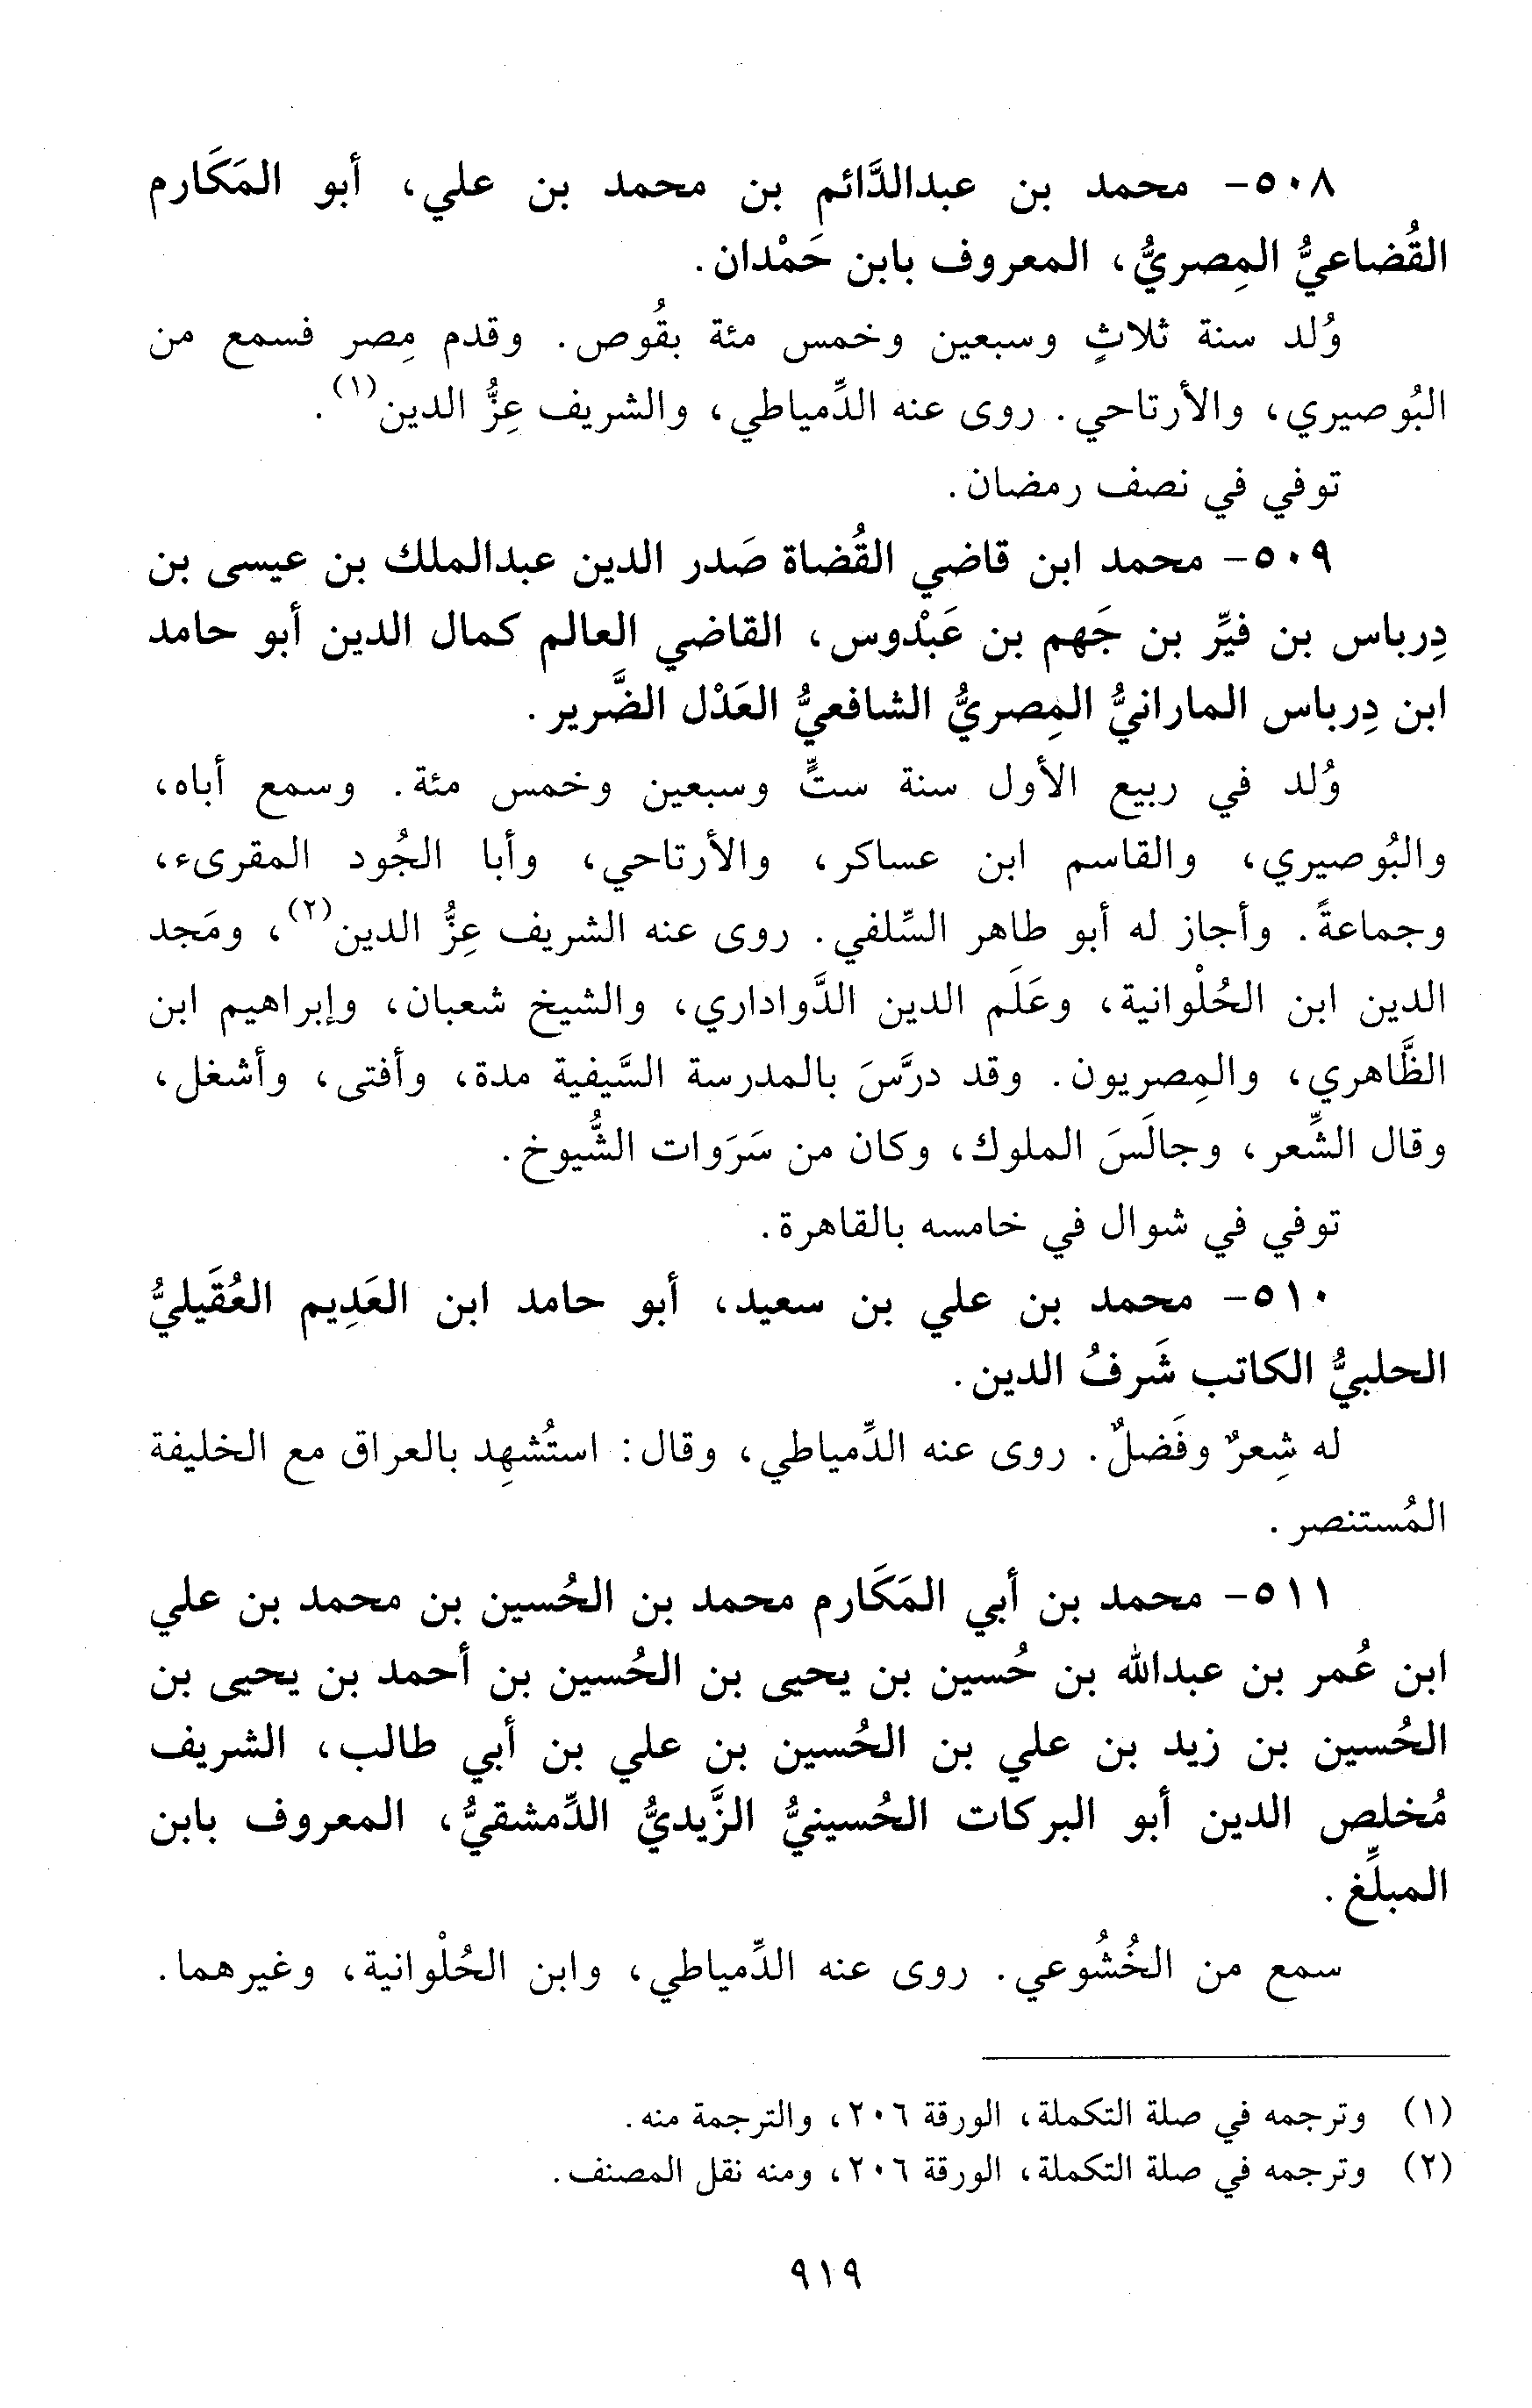 ٥٠٨- محمد بن عبدالدَّائم بن محمد بن علي، أبو المَكَارم
القُضاعيُّ المِصريُّ، المعروف بابن حَمْدان.
وُلد سنة ثلاثٍ وسبعين وخمس مئة بقُوص. وقدم مِصر فسمع من
البُوصيري، والأرتاحي. روى عنه الدِّمياطي، والشريف عِزُّ الدين(١).
توفي في نصف رمضان.
٥٠٩- محمد ابن قاضي القُضاة صَدر الدين عبدالملك بن عيسى بن
دِرباس بن فيِّر بن جَهم بن عَبْدوس، القاضي العالم كمال الدين أبو حامد
ابن دِرباس المارانيُّ المِصريُّ الشافعيُّ العَدْل الضَّرير.
وُلد في ربيع الأول سنة ستٍّ وسبعين وخمس مئة. وسمع أباه،
والبُوصيري، والقاسم ابن عساكر، والأرتاحي، وأبا الجُود المقرىء،
وجماعةً. وأجاز له أبو طاهر السِّلفي. روى عنه الشريف عِزُّ الدين(٢)، ومَجد
الدين ابن الحُلْوانية، وعَلَم الدين الدَّواداري، والشيخ شعبان، وإبراهيم ابن
الظَّاهري، والمِصريون. وقد درَّسَ بالمدرسة السَّيفية مدة، وأفتى، وأشغل،
وقال الشِّعر، وجالَسَ الملوك، وكان من سَرَوات الشُّيوخ.
توفي في شوال في خامسه بالقاهرة.
٥١٠- محمد بن علي بن سعيد، أبو حامد ابن العَدِيم العُقَيليُّ
الحلبيُّ الكاتب شَرفُ الدين.
له شِعرٌ وفَضلٌ. روى عنه الدِّمياطي، وقال: استُشهِد بالعراق مع الخليفة
المُستنصر.
٥١١- محمد بن أبي المَكَارم محمد بن الحُسين بن محمد بن علي
ابن عُمر بن عبدالله بن حُسين بن يحيى بن الحُسين بن أحمد بن يحيى بن
الحُسين بن زيد بن علي بن الحُسين بن علي بن أبي طالب، الشريف
مُخلص الدين أبو البركات الحُسينيُّ الزَّيديُّ الدِّمشقيُّ، المعروف بابن
المبلِّغ.
سمع من الخُشُوعي. روى عنه الدِّمياطي، وابن الحُلْوانية، وغيرهما.
(١) وترجمه في صلة التكملة، الورقة ٢٠٦، والترجمة منه.
(٢) وترجمه في صلة التكملة، الورقة ٢٠٦، ومنه نقل المصنف.
٩١٩